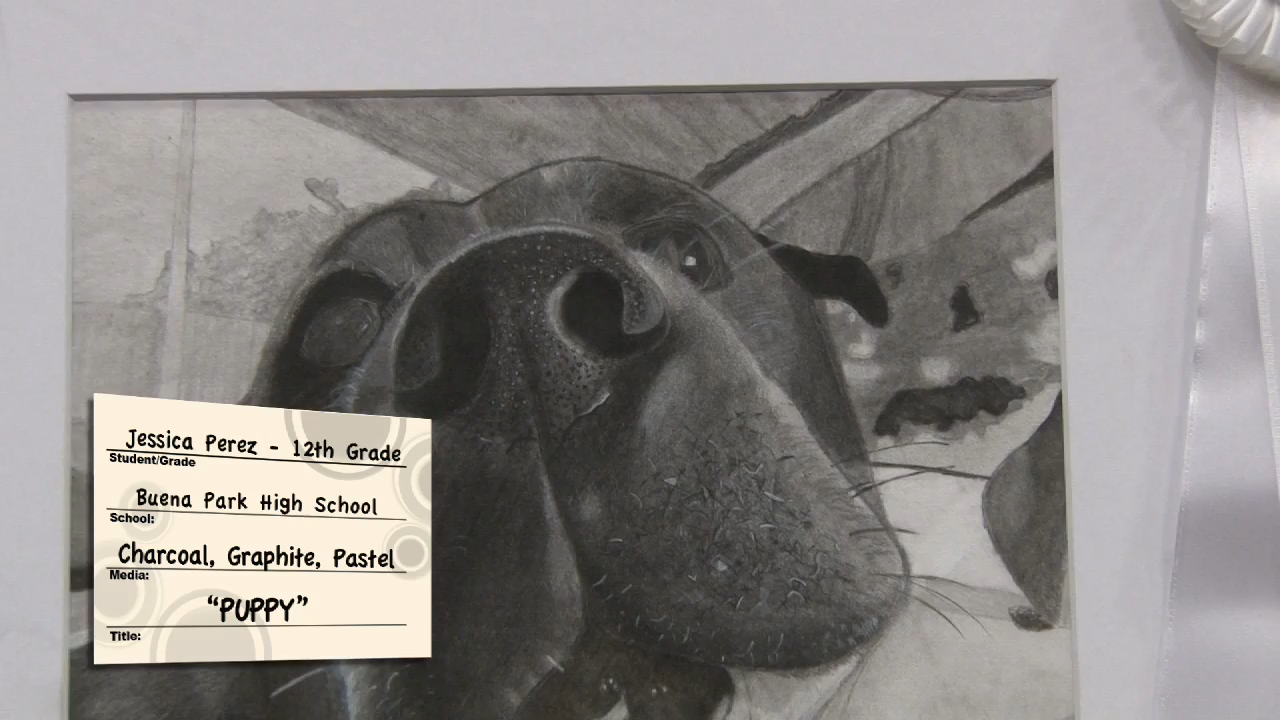 Jessica Perez - 12th Grade
Student/Grade
Buena Park High School
School:
Charcoal, Graphite, Pastel
Media:
“PUPPY”
Title: